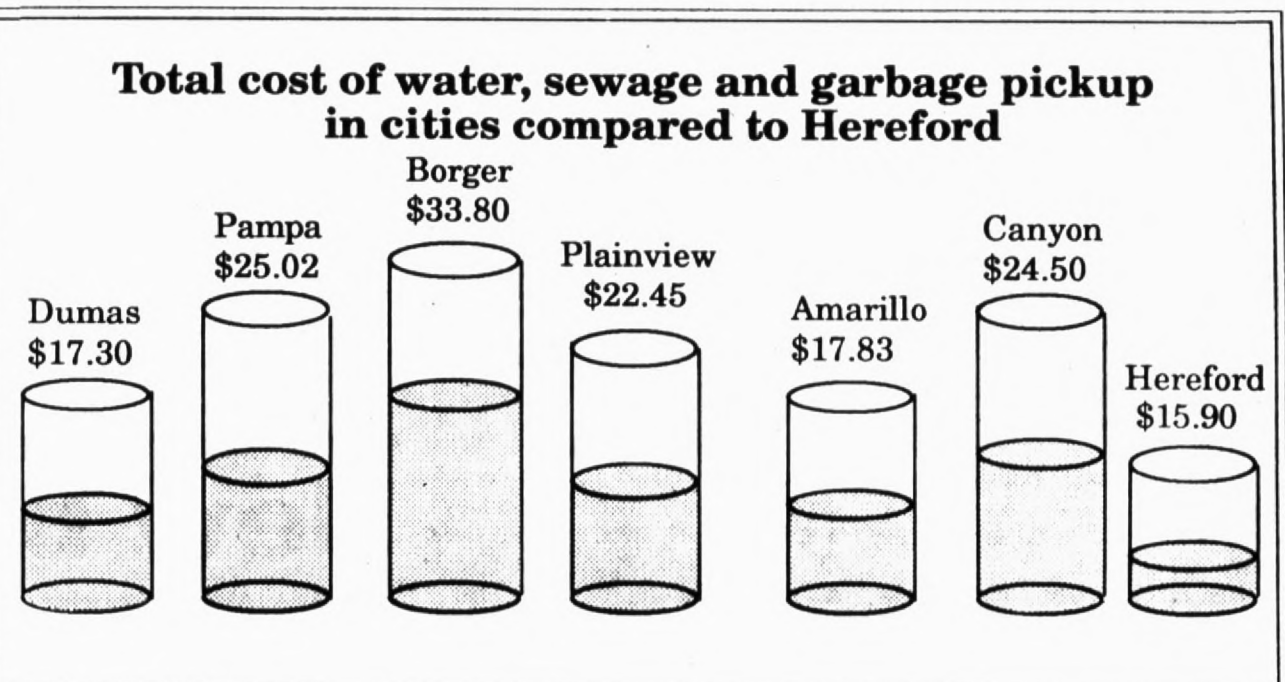 Total cost of water, sewage and garbage pickup
in cities compared to Hereford
Dumas
$17.30
Pampa
$25.02
Borger
$33.80
Plainview
$22.45
Amarillo
$17.83
Canyon
$24.50
Hereford
$15.90